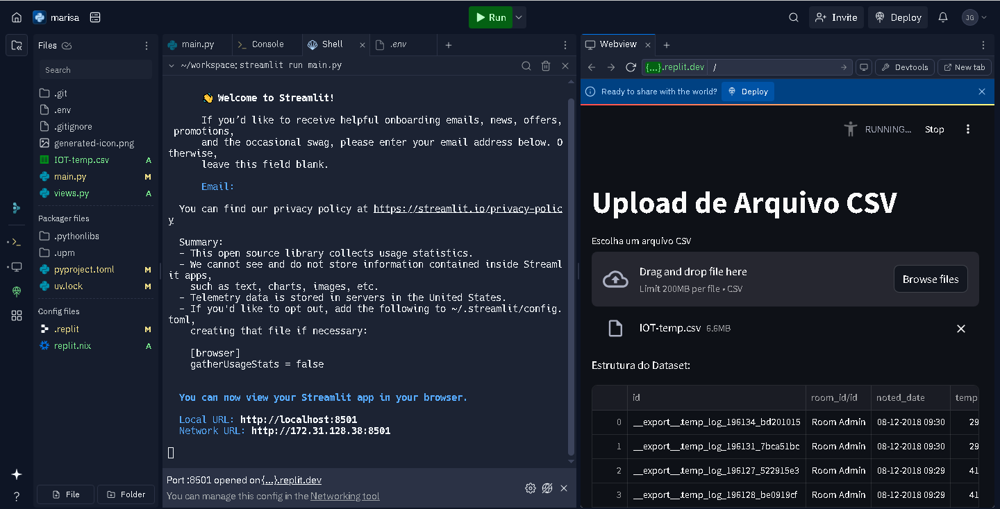 marisa
Run
Invite
Deploy
JG
Files
Search
.git
.env
.gitignore
generated-icon.png
IOT-temp.csv A
main.py M
views.py A
Packager files
.pythonlibs
.upm
pyproject.toml M
uv.lock M
Config files
.replit M
replit.nix A
File
Folder
main.py
Console
Shell
.env
~/workspace: streamlit run main.py
👋 Welcome to Streamlit!
If you’d like to receive helpful onboarding emails, news, offers,
promotions,
and the occasional swag, please enter your email address below. O
therwise,
leave this field blank.
Email:
You can find our privacy policy at https://streamlit.io/privacy-polic
y
Summary:
- This open source library collects usage statistics.
- We cannot see and do not store information contained inside Streaml
it apps,
such as text, charts, images, etc.
- Telemetry data is stored in servers in the United States.
- If you'd like to opt out, add the following to ~/.streamlit/config.
toml,
creating that file if necessary:
[browser]
gatherUsageStats = false
You can now view your Streamlit app in your browser.
Local URL: http://localhost:8501
Network URL: http://172.31.128.38:8501
Port :8501 opened on {...}.replit.dev
You can manage this config in the Networking tool
Webview
{...}.replit.dev /
Devtools
New tab
Ready to share with the world?
Deploy
RUNNING...
Stop
Upload de Arquivo CSV
Escolha um arquivo CSV
Drag and drop file here
Limit 200MB per file • CSV
Browse files
IOT-temp.csv 6.6MB
Estrutura do Dataset:
id room_id/id noted_date temp
0 __export__.temp_log_196134_bd201015 Room Admin 08-12-2018 09:30 29
1 __export__.temp_log_196131_7bca51bc Room Admin 08-12-2018 09:30 29
2 __export__.temp_log_196127_522915e3 Room Admin 08-12-2018 09:29 41
3 __export__.temp_log_196128_be0919cf Room Admin 08-12-2018 09:29 41